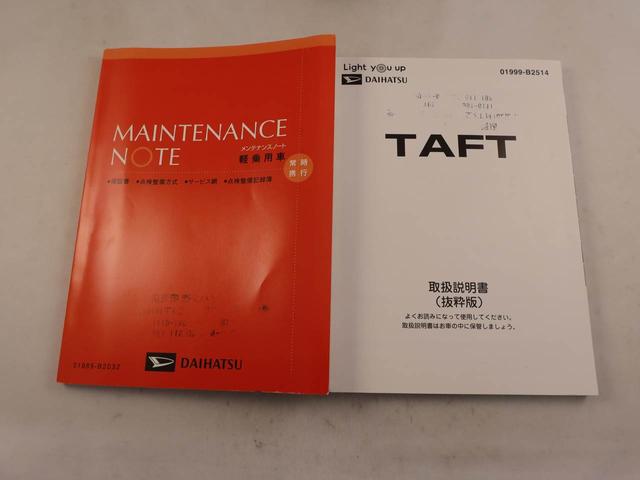 MAINTENANCE
NOTE
メンテナンスノート
軽乗用車
常時
携行
●保証書 ●点検整備方式 ●サービス網 ●点検整備記録簿
DAIHATSU
01999-B2032
Light you up
DAIHATSU
01999-B2514
TAFT
取扱説明書
(抜粋版)
よくお読みになって使用してください。
取扱説明書はお車の中に保管しましょう。